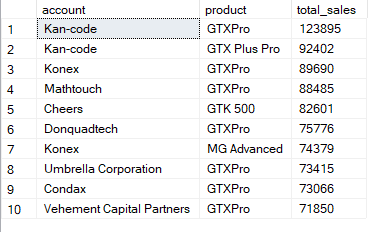 account product total_sales
1 Kan-code GTXPro 123895
2 Kan-code GTX Plus Pro 92402
3 Konex GTXPro 89690
4 Mathtouch GTXPro 88485
5 Cheers GTK 500 82601
6 Donquadtech GTXPro 75776
7 Konex MG Advanced 74379
8 Umbrella Corporation GTXPro 73415
9 Condax GTXPro 73066
10 Vehement Capital Partners GTXPro 71850